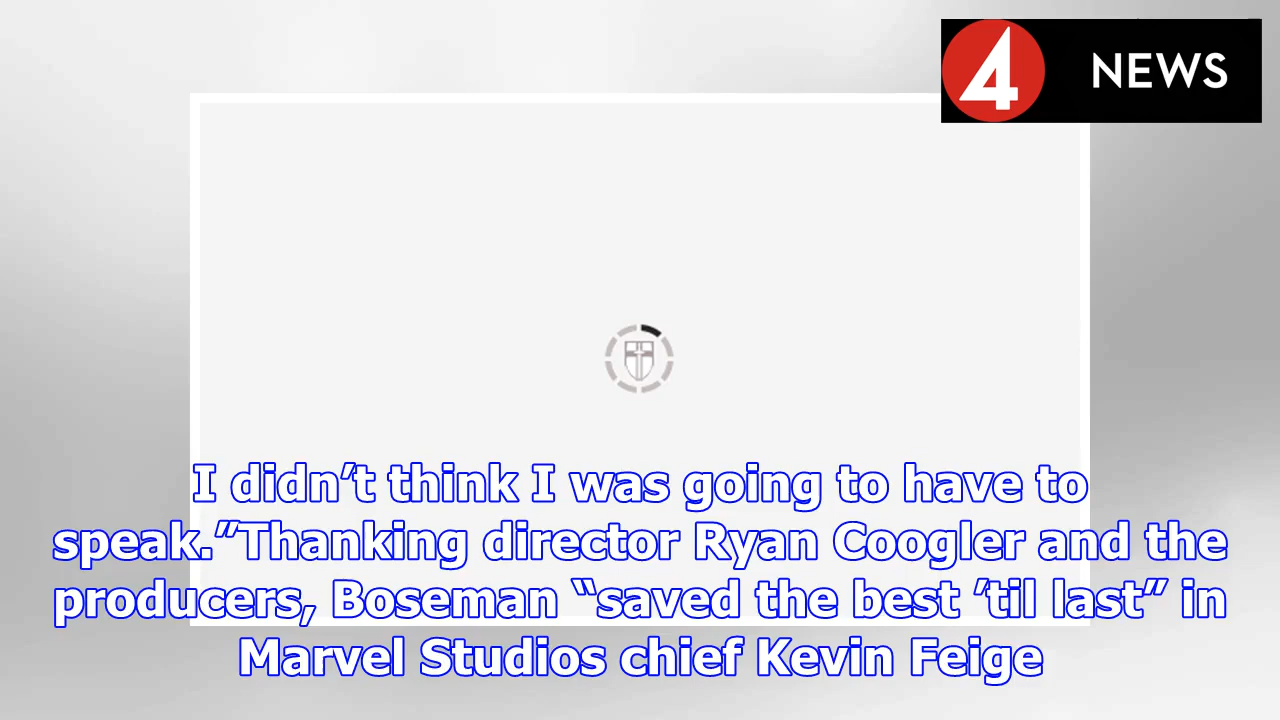 4 NEWS
I didn’t think I was going to have to
speak.”Thanking director Ryan Coogler and the
producers, Boseman “saved the best ’til last” in
Marvel Studios chief Kevin Feige